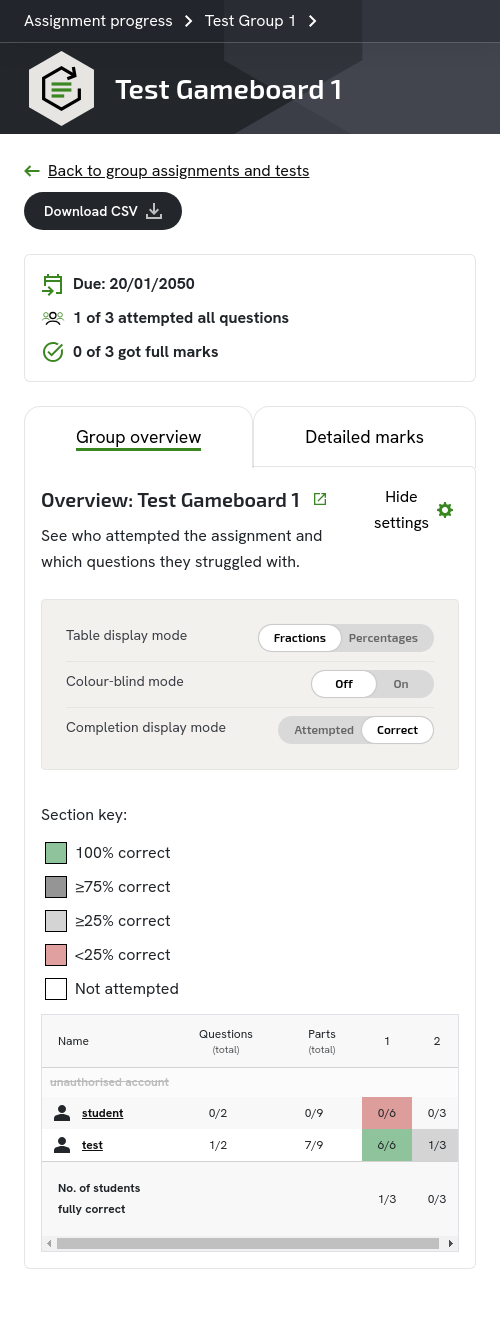 Assignment progress > Test Group 1 >
Test Gameboard 1
Back to group assignments and tests
Download CSV
Due: 20/01/2050
1 of 3 attempted all questions
0 of 3 got full marks
Group overview
Detailed marks
Overview: Test Gameboard 1
Hide
settings
See who attempted the assignment and
which questions they struggled with.
Table display mode Fractions Percentages
Colour-blind mode Off On
Completion display mode Attempted Correct
Section key:
100% correct
≥75% correct
≥25% correct
<25% correct
Not attempted
Name Questions (total) Parts (total) 1 2
unauthorised account
student 0/2 0/9 0/6 0/3
test 1/2 7/9 6/6 1/3
No. of students
fully correct 1/3 0/3